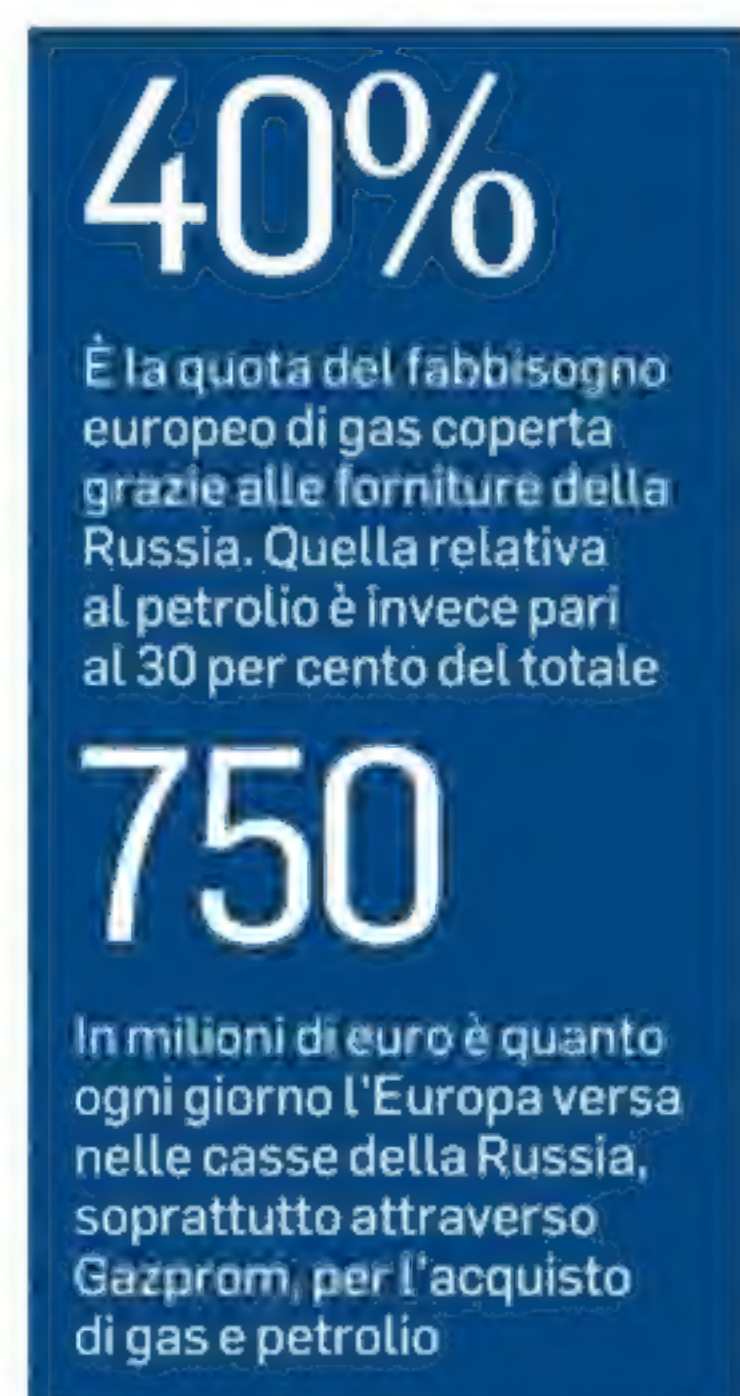 40%
È la quota del fabbisogno
europeo di gas coperta
grazie alle forniture della
Russia. Quella relativa
al petrolio è invece pari
al 30 per cento del totale
750
In milioni di euro è quanto
ogni giorno l'Europa versa
nelle casse della Russia,
soprattutto attraverso
Gazprom, per l'acquisto
di gas e petrolio